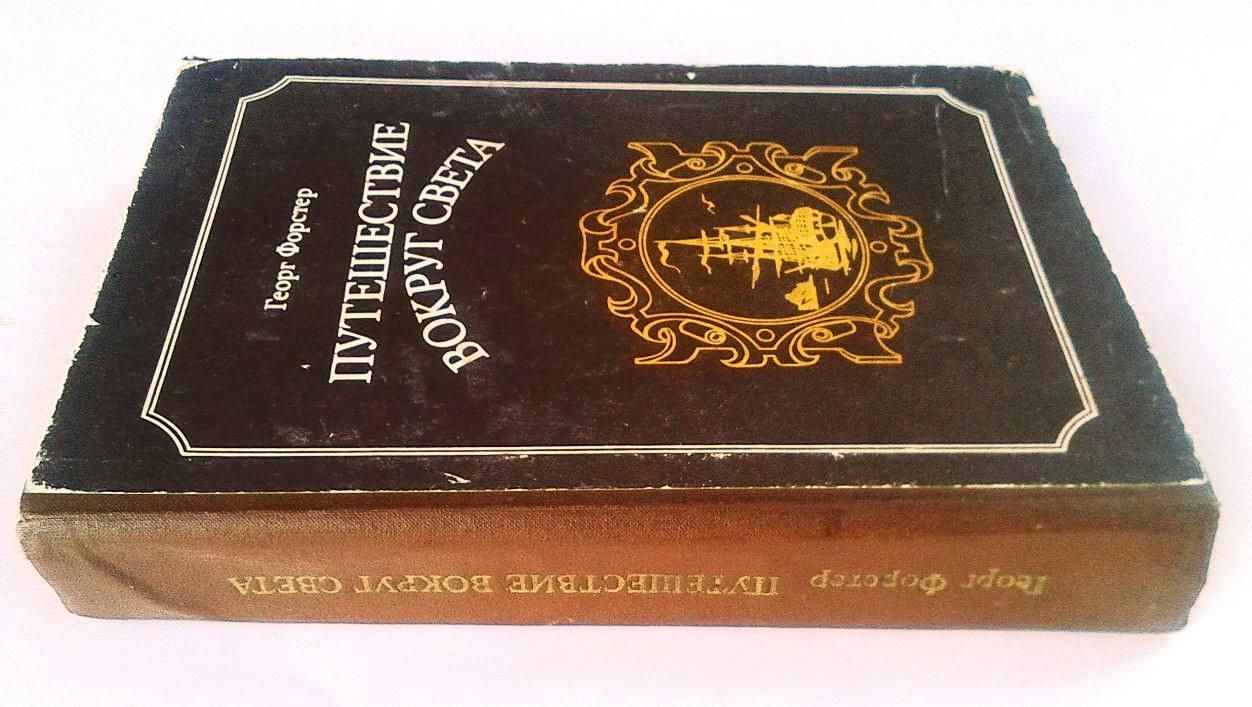 Георг Форстер
ПУТЕШЕСТВИЕ
ВОКРУГ СВЕТА
Георг Форстер ПУТЕШЕСТВИЕ ВОКРУГ СВЕТА